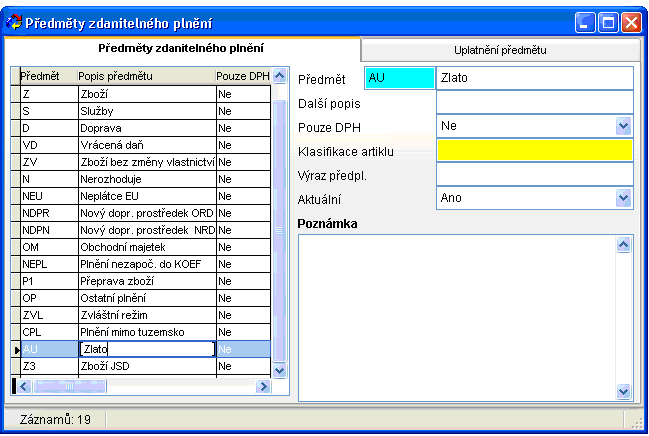 Předměty zdanitelného plnění
Předměty zdanitelného plnění Uplatnění předmětu
Předmět Popis předmětu Pouze DPH
Z Zboží Ne
S Služby Ne
D Doprava Ne
VD Vrácená daň Ne
ZV Zboží bez změny vlastnictví Ne
N Nerozhoduje Ne
NEU Neplátce EU Ne
NDPR Nový dopr. prostředek ORD Ne
NDPN Nový dopr. prostředek NRD Ne
OM Obchodní majetek Ne
NEPL Plnění nezapoč. do KOEF Ne
P1 Přeprava zboží Ne
OP Ostatní plnění Ne
ZVL Zvláštní režim Ne
CPL Plnění mimo tuzemsko Ne
AU Zlato Ne
Z3 Zboží JSD Ne
Předmět AU Zlato
Další popis
Pouze DPH Ne
Klasifikace artiklu
Výraz předpl.
Aktuální Ano
Poznámka
Záznamů: 19